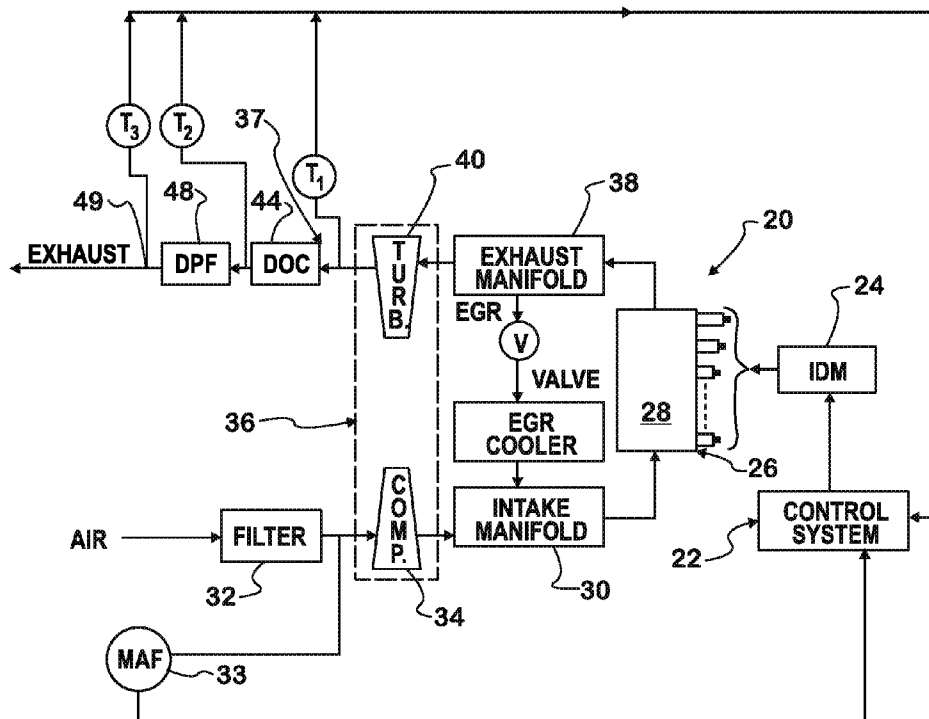 T3
T2
37
T1
40
38
49
48
44
20
EXHAUST
DPF
DOC
TURB.
EXHAUST
MANIFOLD
24
EGR
V
VALVE
IDM
36
EGR
COOLER
28
26
COMP.
INTAKE
MANIFOLD
CONTROL
SYSTEM
AIR
FILTER
22
32
34
30
MAF
33